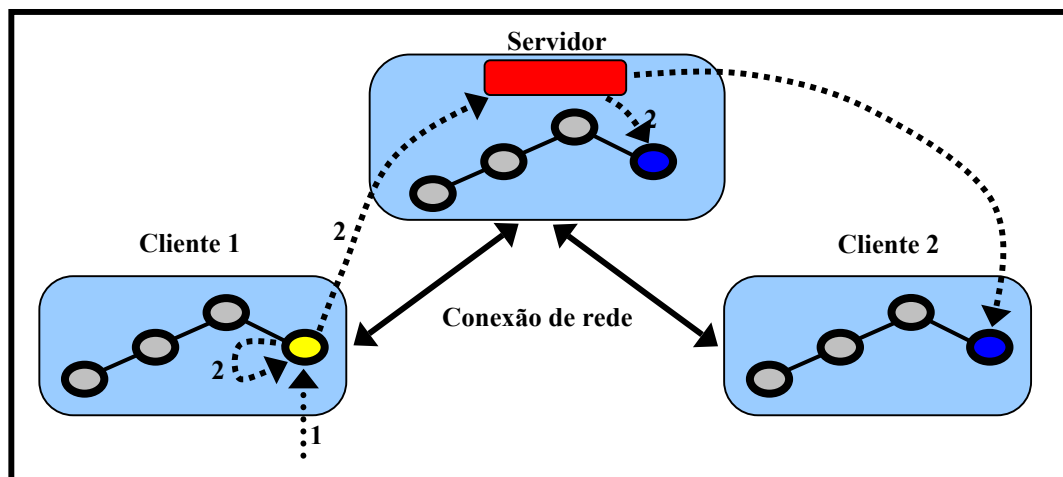 Servidor
2
2
Cliente 1
Cliente 2
Conexão de rede
2
1